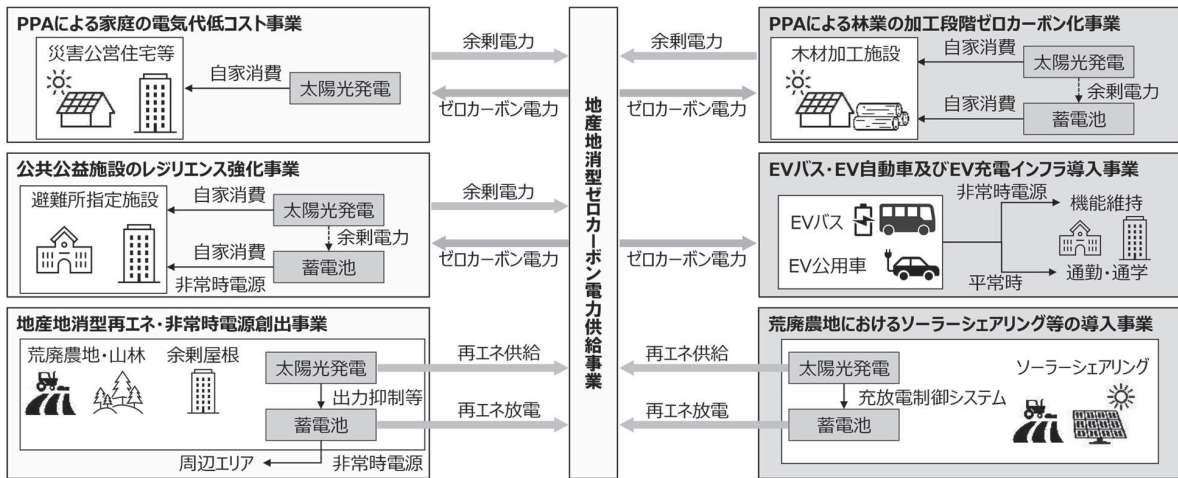 PPAによる家庭の電気代低コスト事業
災害公営住宅等
自家消費
太陽光発電
余剰電力
ゼロカーボン電力
公共公益施設のレジリエンス強化事業
避難所指定施設
自家消費
太陽光発電
余剰電力
自家消費
蓄電池
非常時電源
余剰電力
ゼロカーボン電力
地産地消型再エネ・非常時電源創出事業
荒廃農地・山林
余剰屋根
太陽光発電
出力抑制等
蓄電池
周辺エリア
非常時電源
再エネ供給
再エネ放電
地産地消型ゼロカーボン電力供給事業
余剰電力
ゼロカーボン電力
PPAによる林業の加工段階ゼロカーボン化事業
木材加工施設
自家消費
太陽光発電
余剰電力
自家消費
蓄電池
ゼロカーボン電力
EVバス・EV自動車及びEV充電インフラ導入事業
EVバス
EV公用車
非常時電源
機能維持
平常時
通勤・通学
再エネ供給
再エネ放電
荒廃農地におけるソーラーシェアリング等の導入事業
太陽光発電
充放電制御システム
蓄電池
ソーラーシェアリング